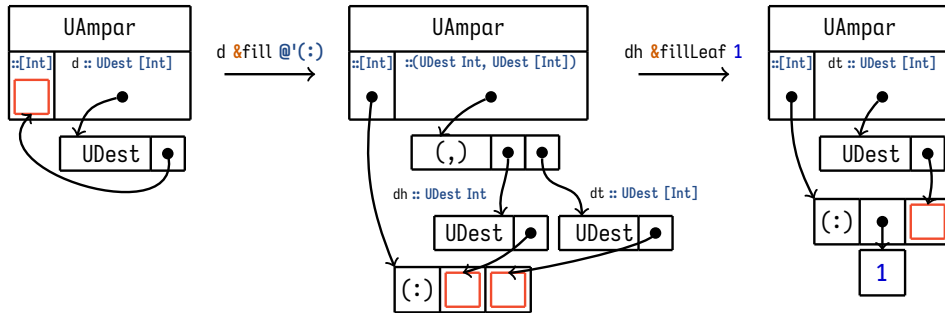 UAmpar
::[Int] d :: UDest [Int]
UDest
d &fill @'(:)
UAmpar
::[Int] ::(UDest Int, UDest [Int])
(,)
dh :: UDest Int
dt :: UDest [Int]
UDest
UDest
(:)
dh &fillLeaf 1
UAmpar
::[Int] dt :: UDest [Int]
UDest
(:)
1